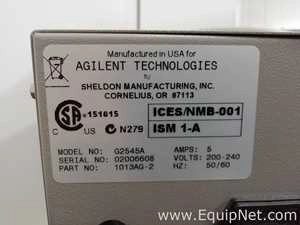 Manufactured in USA for
AGILENT TECHNOLOGIES
by
SHELDON MANUFACTURING, INC.
CORNELIUS, OR 97113
151615
C US
N279
ICES/NMB-001
ISM 1-A
MODEL NO: G2545A
SERIAL NO: 02006608
PART NO: 1013AG-2
AMPS: 5
VOLTS: 200-240
HZ: 50/60
www.EquipNet.com